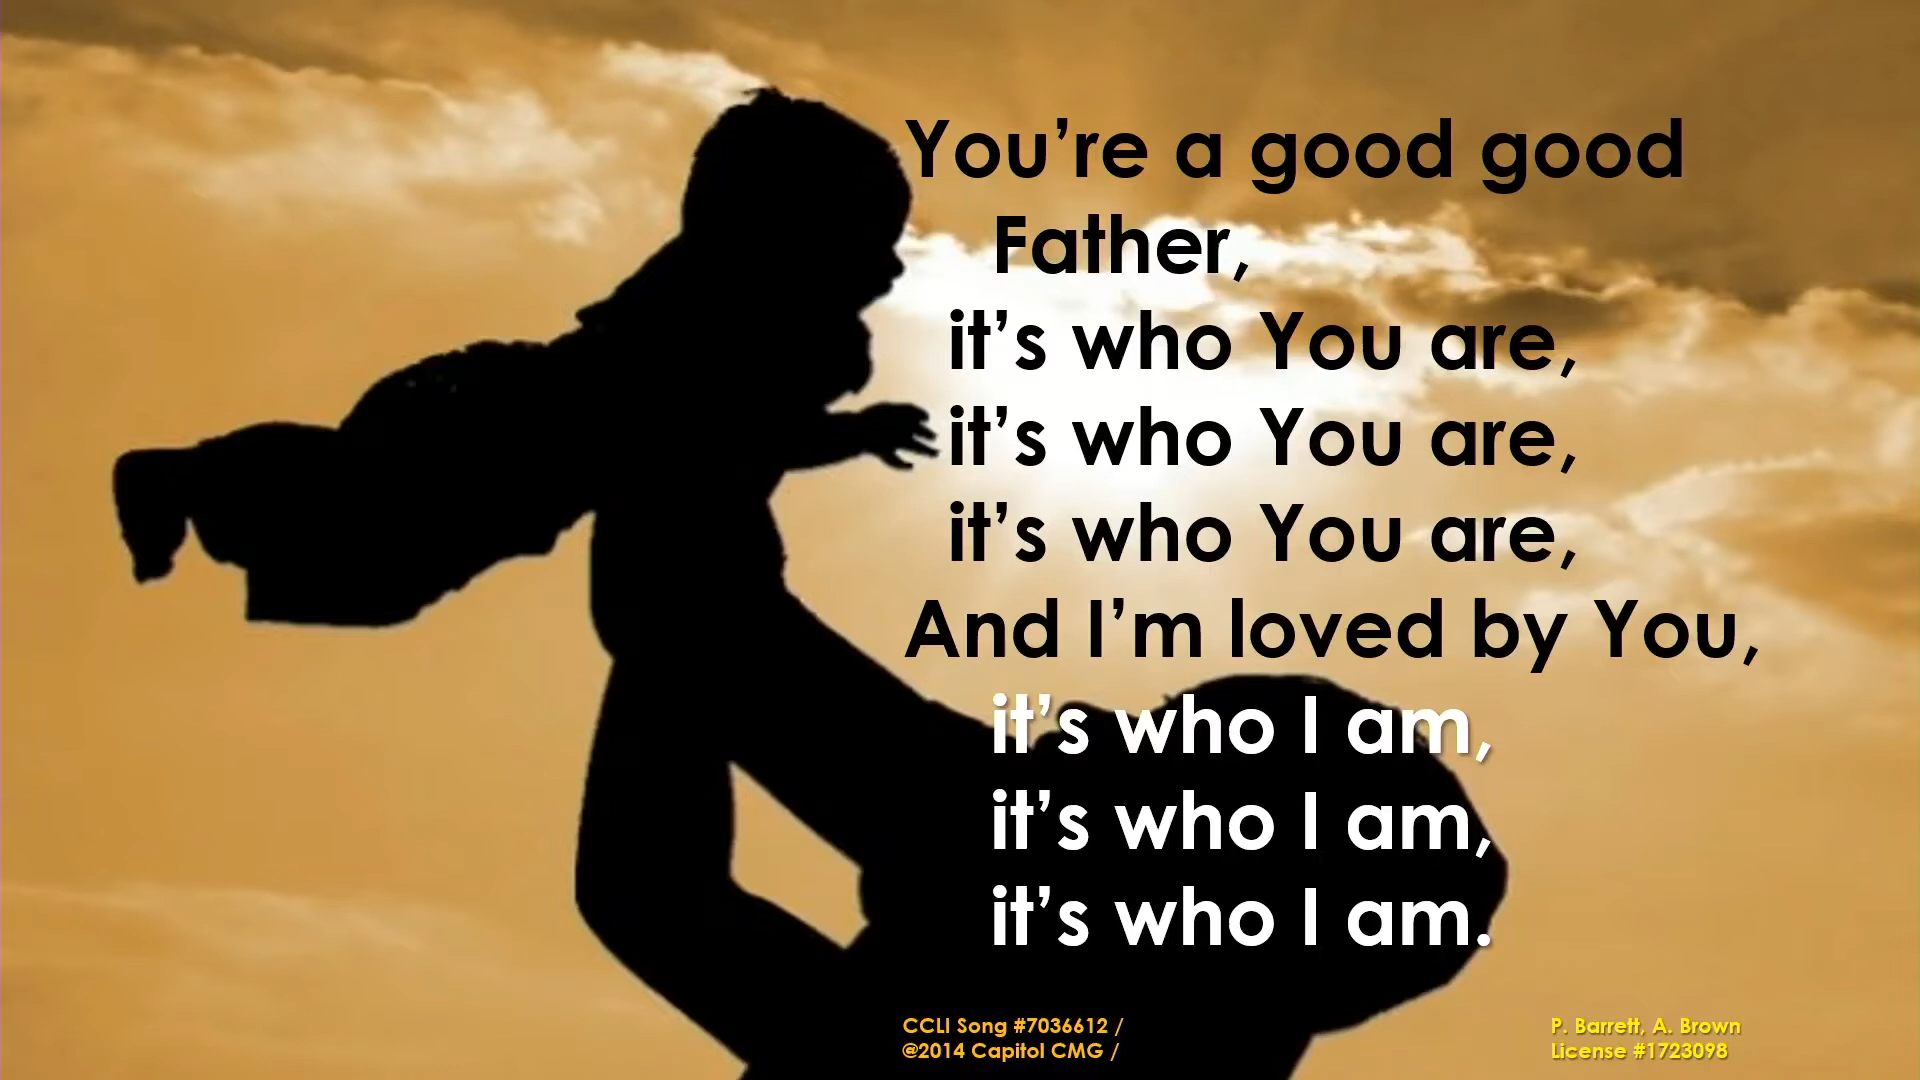 You’re a good good
Father,
it’s who You are,
it’s who You are,
it’s who You are,
And I’m loved by You,
it’s who I am,
it’s who I am,
it’s who I am.
CCLI Song #7036612 /
@2014 Capitol CMG /
P. Barrett, A. Brown
License #1723098